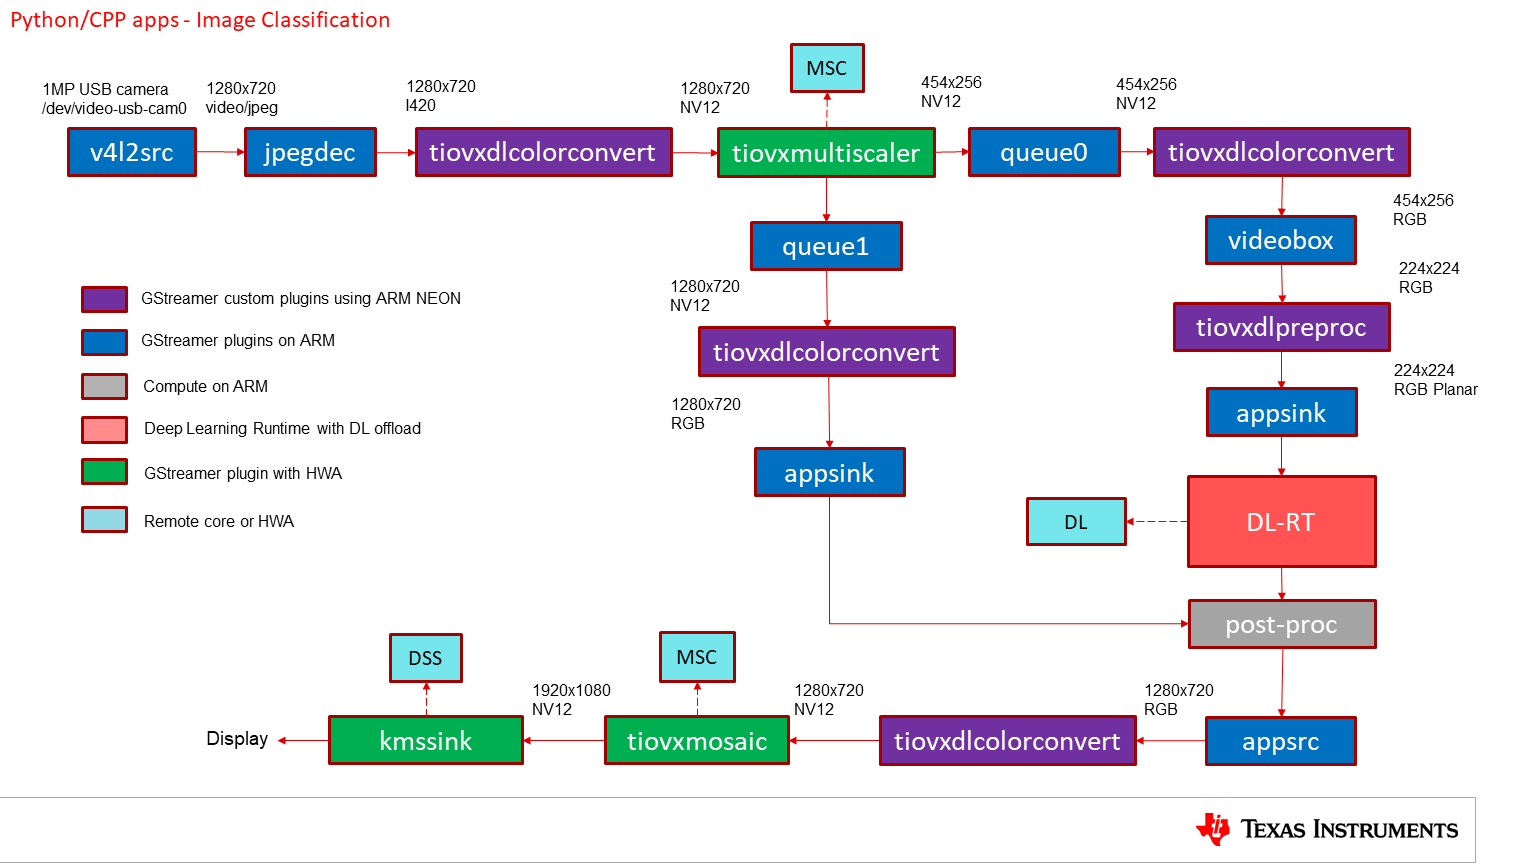 Python/CPP apps - Image Classification
MSC
1MP USB camera
/dev/video-usb-cam0
1280x720
video/jpeg
1280x720
I420
1280x720
NV12
454x256
NV12
454x256
NV12
v4l2src
jpegdec
tiovxdlcolorconvert
tiovxmultiscaler
queue0
tiovxdlcolorconvert
454x256
RGB
queue1
videobox
1280x720
NV12
224x224
RGB
GStreamer custom plugins using ARM NEON
GStreamer plugins on ARM
Compute on ARM
Deep Learning Runtime with DL offload
GStreamer plugin with HWA
Remote core or HWA
tiovxdlcolorconvert
tiovxdlpreproc
1280x720
RGB
224x224
RGB Planar
appsink
appsink
DL
DL-RT
post-proc
DSS
MSC
1920x1080
NV12
1280x720
NV12
1280x720
RGB
Display
kmssink
tiovxmosaic
tiovxdlcolorconvert
appsrc
TEXAS INSTRUMENTS